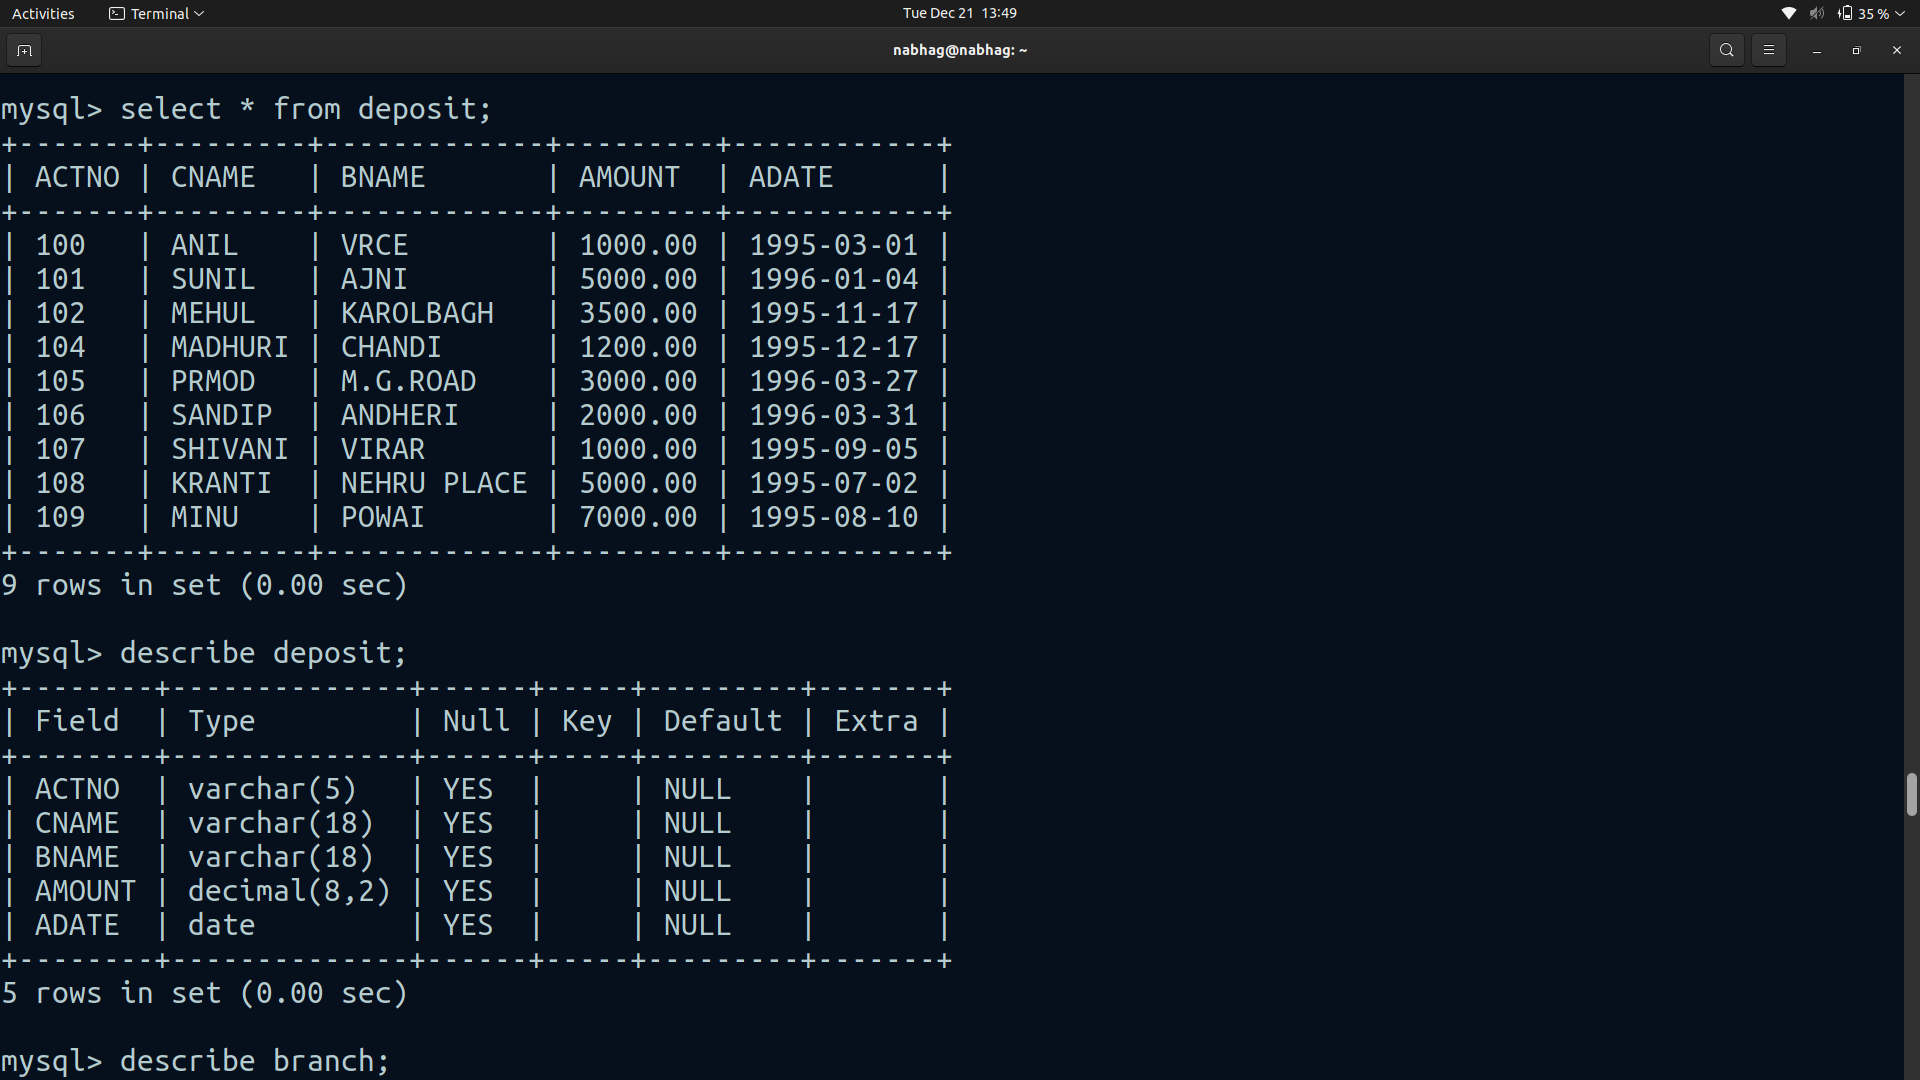 Activities Terminal Tue Dec 21 13:49 35 %
nabhag@nabhag: ~
mysql> select * from deposit;
+-------+---------+-------------+---------+------------+
| ACTNO | CNAME   | BNAME       | AMOUNT  | ADATE      |
+-------+---------+-------------+---------+------------+
| 100   | ANIL    | VRCE        | 1000.00 | 1995-03-01 |
| 101   | SUNIL   | AJNI        | 5000.00 | 1996-01-04 |
| 102   | MEHUL   | KAROLBAGH   | 3500.00 | 1995-11-17 |
| 104   | MADHURI | CHANDI      | 1200.00 | 1995-12-17 |
| 105   | PRMOD   | M.G.ROAD    | 3000.00 | 1996-03-27 |
| 106   | SANDIP  | ANDHERI     | 2000.00 | 1996-03-31 |
| 107   | SHIVANI | VIRAR       | 1000.00 | 1995-09-05 |
| 108   | KRANTI  | NEHRU PLACE | 5000.00 | 1995-07-02 |
| 109   | MINU    | POWAI       | 7000.00 | 1995-08-10 |
+-------+---------+-------------+---------+------------+
9 rows in set (0.00 sec)
mysql> describe deposit;
+--------+--------------+------+-----+---------+-------+
| Field  | Type         | Null | Key | Default | Extra |
+--------+--------------+------+-----+---------+-------+
| ACTNO  | varchar(5)   | YES  |     | NULL    |       |
| CNAME  | varchar(18)  | YES  |     | NULL    |       |
| BNAME  | varchar(18)  | YES  |     | NULL    |       |
| AMOUNT | decimal(8,2) | YES  |     | NULL    |       |
| ADATE  | date         | YES  |     | NULL    |       |
+--------+--------------+------+-----+---------+-------+
5 rows in set (0.00 sec)
mysql> describe branch;